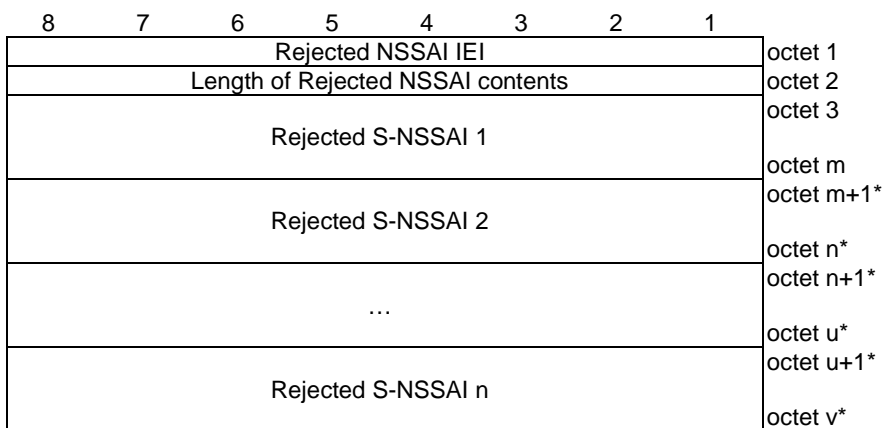 8 7 6 5 4 3 2 1
Rejected NSSAI IEI octet 1
Length of Rejected NSSAI contents octet 2
octet 3
Rejected S-NSSAI 1
octet m
octet m+1*
Rejected S-NSSAI 2
octet n*
octet n+1*
…
octet u*
octet u+1*
Rejected S-NSSAI n
octet v*